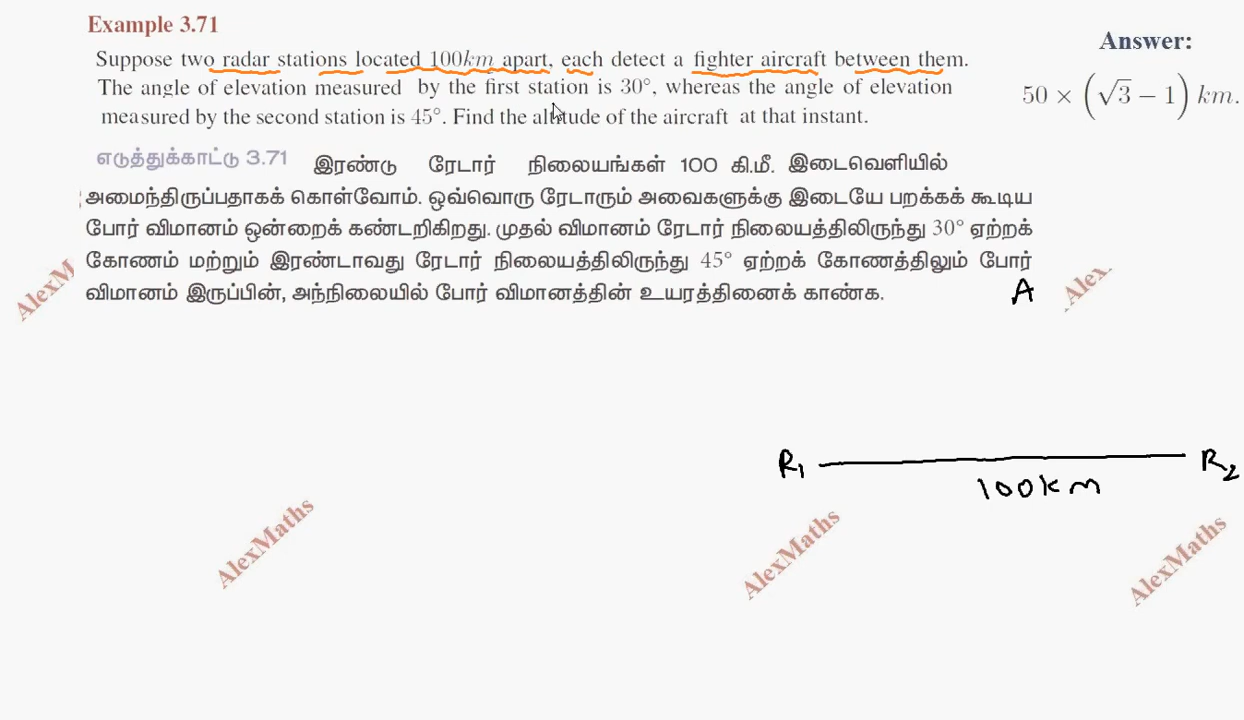 Example 3.71
Answer:
Suppose two radar stations located 100km apart, each detect a fighter aircraft between them.
The angle of elevation measured by the first station is 30°, whereas the angle of elevation
50 × (√3 − 1) km.
measured by the second station is 45°. Find the altitude of the aircraft at that instant.
எடுத்துக்காட்டு 3.71 இரண்டு ரேடார் நிலையங்கள் 100 கி.மீ. இடைவெளியில்
அமைந்திருப்பதாகக் கொள்வோம். ஒவ்வொரு ரேடாரும் அவைகளுக்கு இடையே பறக்கக் கூடிய
போர் விமானம் ஒன்றைக் கண்டறிகிறது. முதல் விமானம் ரேடார் நிலையத்திலிருந்து 30° ஏற்றக்
கோணம் மற்றும் இரண்டாவது ரேடார் நிலையத்திலிருந்து 45° ஏற்றக் கோணத்திலும் போர்
விமானம் இருப்பின், அந்நிலையில் போர் விமானத்தின் உயரத்தினைக் காண்க.
A
AlexM
Alex
R1
R2
100km
AlexMaths
AlexMaths
AlexMaths